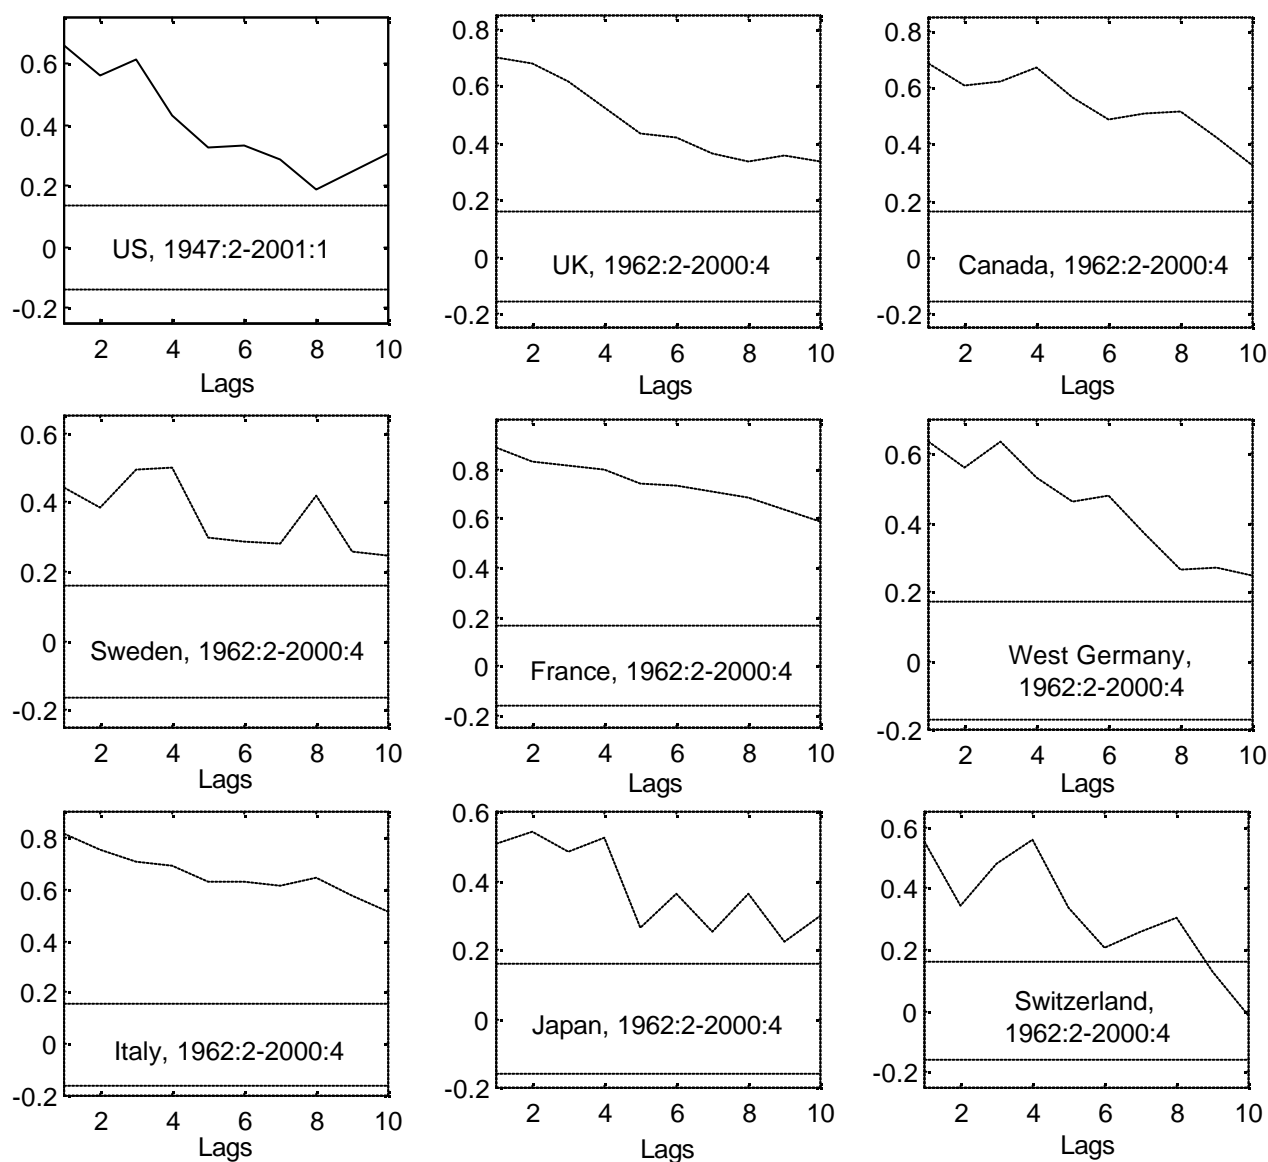 0.6
0.4
0.2
0
-0.2
US, 1947:2-2001:1
2 4 6 8 10
Lags
0.8
0.6
0.4
0.2
0
-0.2
UK, 1962:2-2000:4
2 4 6 8 10
Lags
0.8
0.6
0.4
0.2
0
-0.2
Canada, 1962:2-2000:4
2 4 6 8 10
Lags
0.6
0.4
0.2
0
-0.2
Sweden, 1962:2-2000:4
2 4 6 8 10
Lags
0.8
0.6
0.4
0.2
0
-0.2
France, 1962:2-2000:4
2 4 6 8 10
Lags
0.6
0.4
0.2
0
-0.2
West Germany,
1962:2-2000:4
2 4 6 8 10
Lags
0.8
0.6
0.4
0.2
0
-0.2
Italy, 1962:2-2000:4
2 4 6 8 10
Lags
0.6
0.4
0.2
0
-0.2
Japan, 1962:2-2000:4
2 4 6 8 10
Lags
0.6
0.4
0.2
0
-0.2
Switzerland,
1962:2-2000:4
2 4 6 8 10
Lags